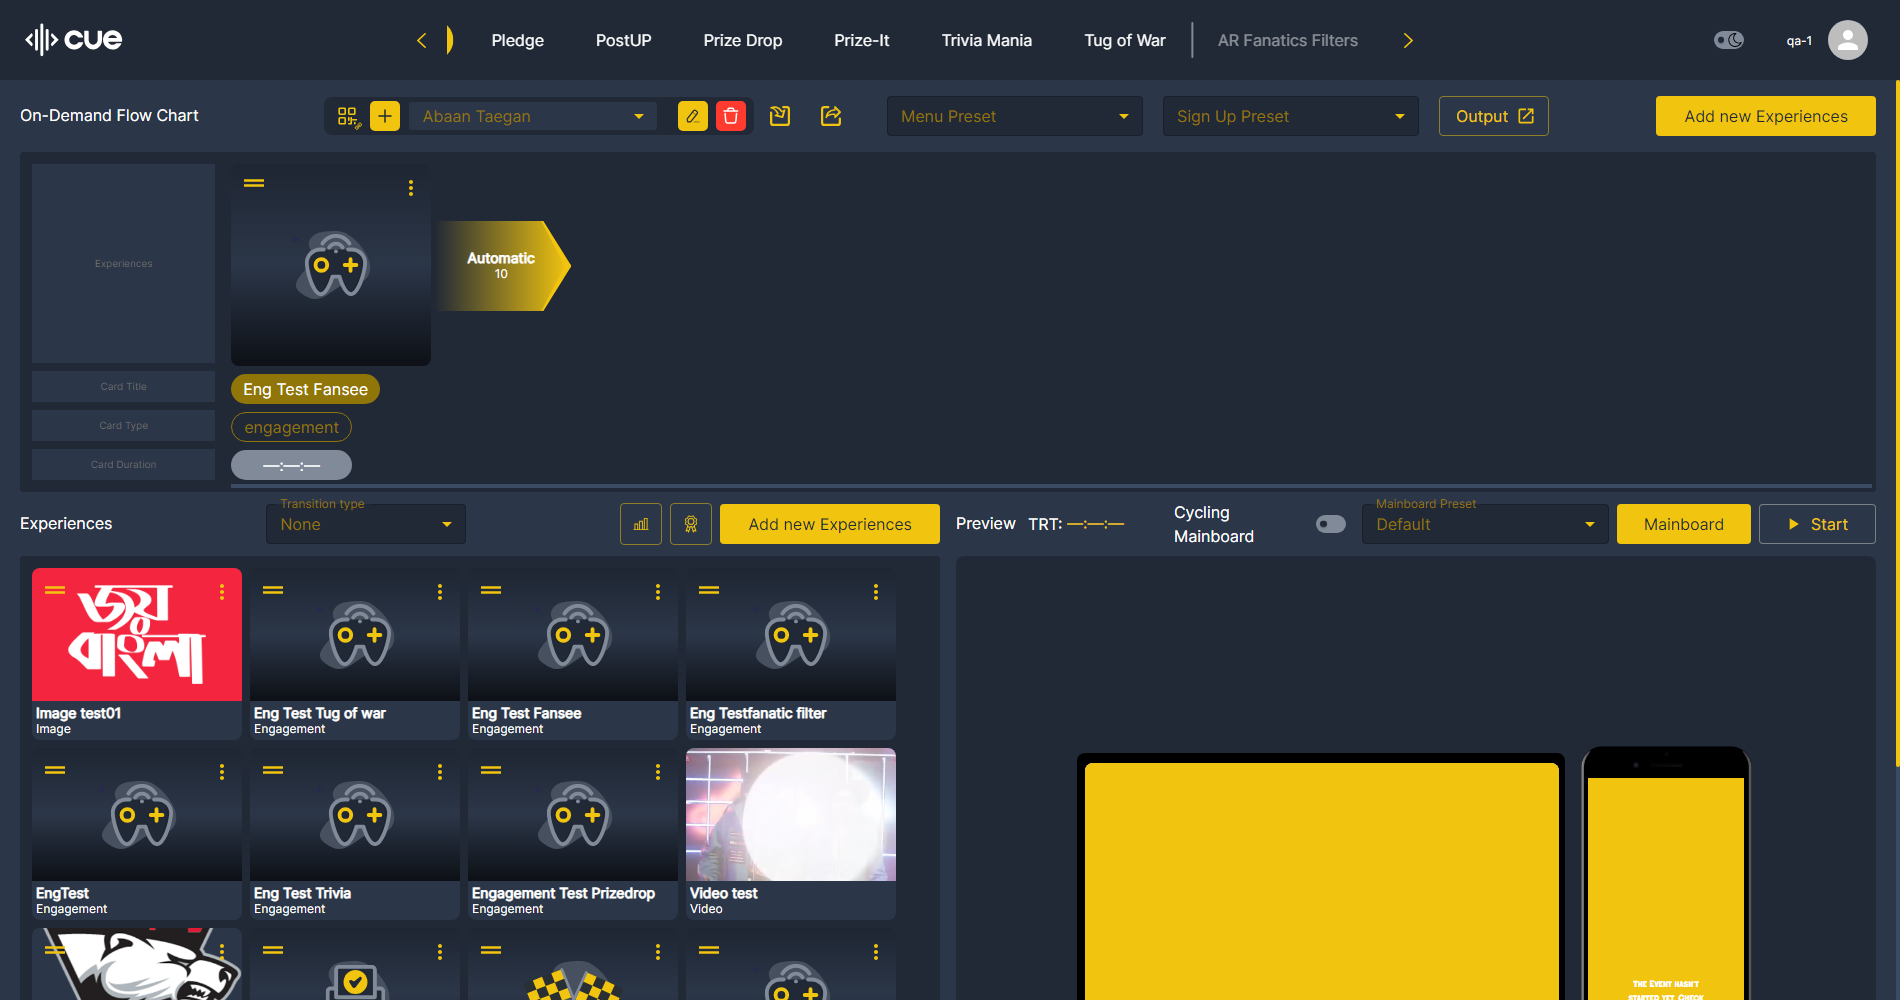 cue
Pledge
PostUP
Prize Drop
Prize-It
Trivia Mania
Tug of War
AR Fanatics Filters
qa-1
On-Demand Flow Chart
Abaan Taegan
Menu Preset
Sign Up Preset
Output
Add new Experiences
Experiences
Automatic
10
Card Title
Eng Test Fansee
Card Type
engagement
Card Duration
—:—:—
Experiences
Transition type
None
Add new Experiences
Preview
TRT: —:—:—
Cycling
Mainboard
Mainboard Preset
Default
Mainboard
Start
জয়
বাংলা
Image test01
Image
Eng Test Tug of war
Engagement
Eng Test Fansee
Engagement
Eng Testfanatic filter
Engagement
EngTest
Engagement
Eng Test Trivia
Engagement
Engagement Test Prizedrop
Engagement
Video test
Video
The Event hasn't
started yet. Check